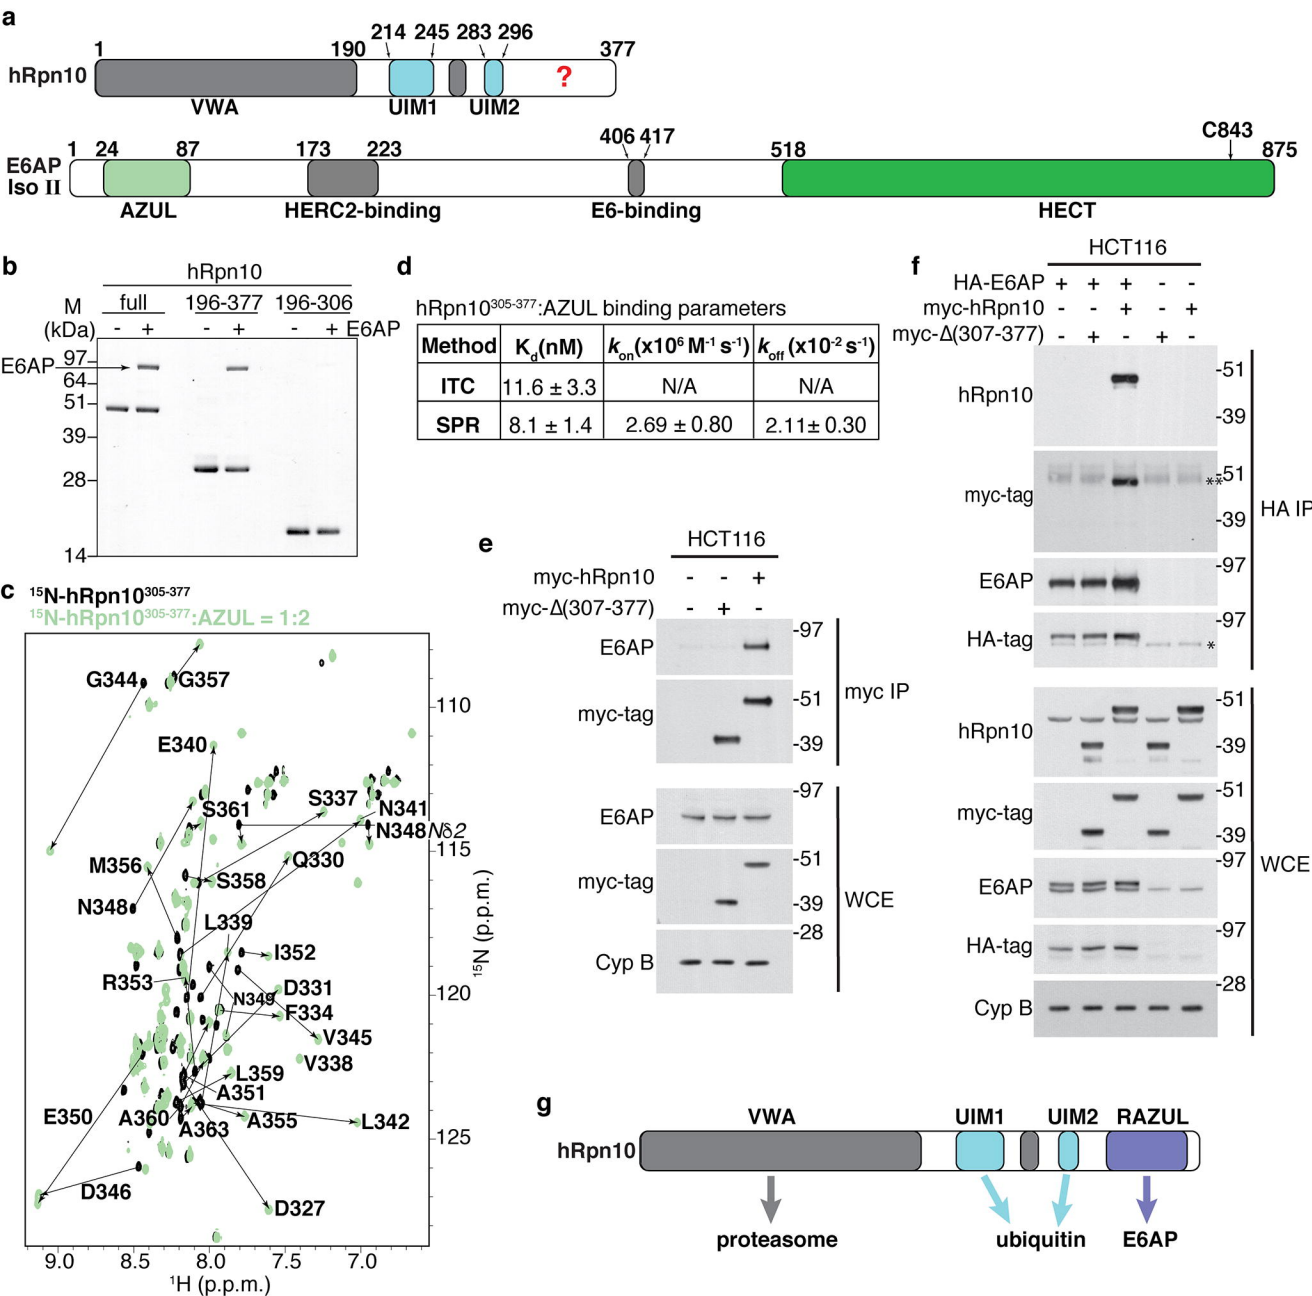 a
214 245 283 296
1 190 377
hRpn10 ?
VWA UIM1 UIM2
406 417 C843
1 24 87 173 223 518 875
E6AP
Iso II
AZUL HERC2-binding E6-binding HECT
b
hRpn10
M full 196-377 196-306
(kDa) - + - + - + E6AP
E6AP
97
64
51
39
28
14
c
¹⁵N-hRpn10³⁰⁵⁻³⁷⁷
¹⁵N-hRpn10³⁰⁵⁻³⁷⁷:AZUL = 1:2
G344 G357
E340
S361 S337 N341
N348Nδ2
M356 Q330
S358
N348
L339
I352
R353 N349 D331
F334
V345
V338
L359
A351
E350 A360 A363 A355 L342
D346
D327
110
115
120
125
¹⁵N (p.p.m.)
9.0 8.5 8.0 7.5 7.0
¹H (p.p.m.)
d
hRpn10³⁰⁵⁻³⁷⁷:AZUL binding parameters
Method Kd(nM) kon(x10⁶ M⁻¹ s⁻¹) koff (x10⁻² s⁻¹)
ITC 11.6 ± 3.3 N/A N/A
SPR 8.1 ± 1.4 2.69 ± 0.80 2.11± 0.30
e
HCT116
myc-hRpn10 - - +
myc-Δ(307-377) - + -
E6AP -97
myc-tag -51
-39
myc IP
E6AP -97
myc-tag -51
-39
Cyp B -28
WCE
f
HCT116
HA-E6AP + + + - -
myc-hRpn10 - - + - +
myc-Δ(307-377) - + - + -
hRpn10 -51
-39
myc-tag **-51
-39
E6AP -97
HA-tag -97
*
HA IP
hRpn10 -51
-39
myc-tag -51
-39
E6AP -97
HA-tag -97
Cyp B -28
WCE
g
VWA UIM1 UIM2 RAZUL
hRpn10
proteasome ubiquitin E6AP